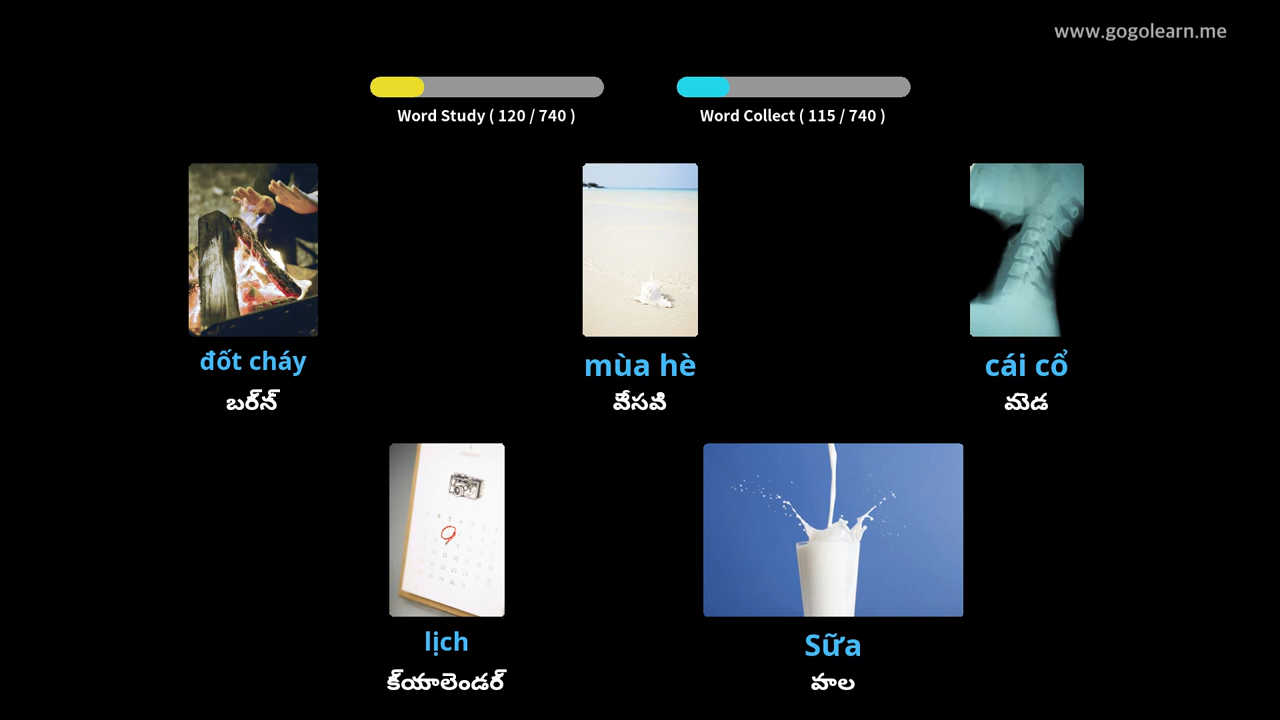 www.gogolearn.me
Word Study ( 120 / 740 )
Word Collect ( 115 / 740 )
đốt cháy
mùa hè
cái cổ
బర్న్
వేసవి
మెడ
lịch
Sữa
క్యాలెండర్
పాల